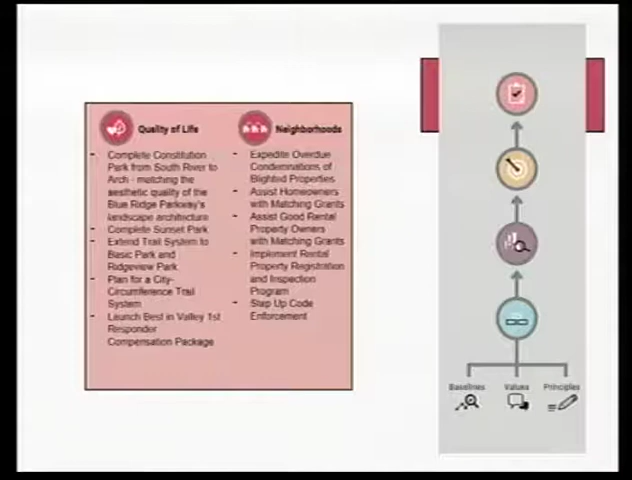 Quality of Life
- Complete Constitution
Park from South River to
Arch - matching the
aesthetic quality of the
Blue Ridge Parkway's
landscape architecture
- Complete Sunset Park
- Extend Trail System to
Basic Park and
Ridgeview Park
- Plan for a City-
Circumference Trail
System
- Launch Best in Valley 1st
Responder
Compensation Package
Neighborhoods
- Expedite Overdue
Condemnations of
Blighted Properties
- Assist Homeowners
with Matching Grants
- Assist Good Rental
Property Owners
with Matching Grants
- Implement Rental
Property Registration
and Inspection
Program
- Step Up Code
Enforcement
Baselines
Values
Principles